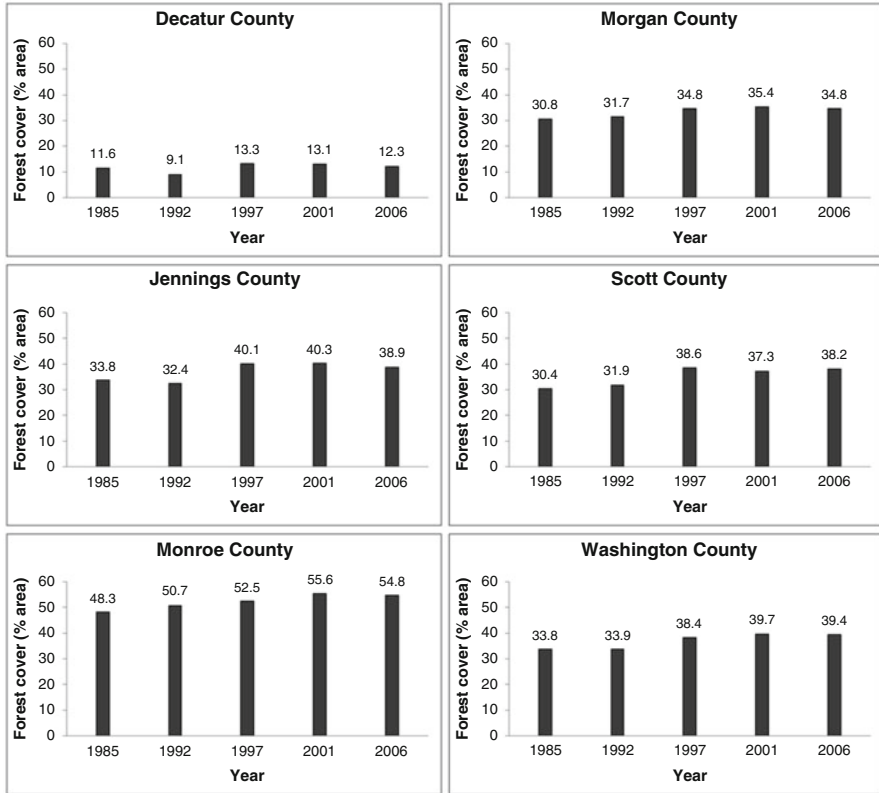 Decatur County
Forest cover (% area)
60
50
40
30
20
10
0
11.6 9.1 13.3 13.1 12.3
1985 1992 1997 2001 2006
Year
Morgan County
Forest cover (% area)
60
50
40
30
20
10
0
30.8 31.7 34.8 35.4 34.8
1985 1992 1997 2001 2006
Year
Jennings County
Forest cover (% area)
60
50
40
30
20
10
0
33.8 32.4 40.1 40.3 38.9
1985 1992 1997 2001 2006
Year
Scott County
Forest cover (% area)
60
50
40
30
20
10
0
30.4 31.9 38.6 37.3 38.2
1985 1992 1997 2001 2006
Year
Monroe County
Forest cover (% area)
60
50
40
30
20
10
0
48.3 50.7 52.5 55.6 54.8
1985 1992 1997 2001 2006
Year
Washington County
Forest cover (% area)
60
50
40
30
20
10
0
33.8 33.9 38.4 39.7 39.4
1985 1992 1997 2001 2006
Year